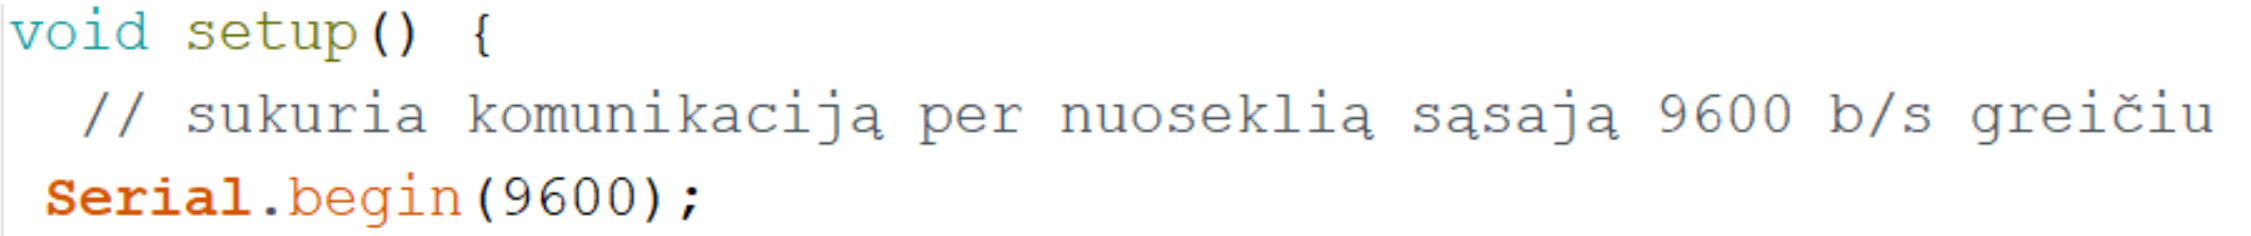 void setup() {
// sukuria komunikaciją per nuoseklią sąsają 9600 b/s greičiu
Serial.begin(9600);